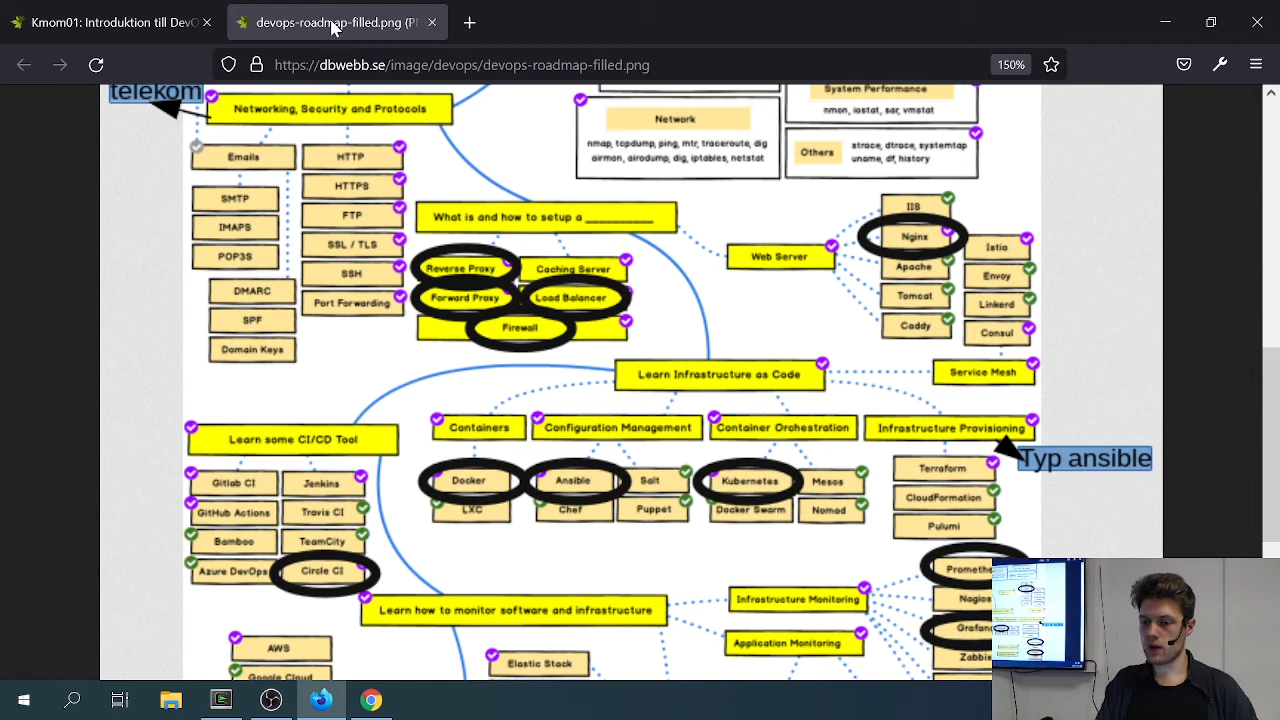 Kmom01: Introduktion till Dev
devops-roadmap-filled.png (P
https://dbwebb.se/image/devops/devops-roadmap-filled.png
150%
telekom
Networking, Security and Protocols
Emails
SMTP
IMAPS
POP3S
DMARC
SPF
Domain Keys
HTTP
HTTPS
FTP
SSL / TLS
SSH
Port Forwarding
Network
nmap, tcpdump, ping, mtr, traceroute, dig
airmon, airodump, dig, iptables, netstat
System Performance
nmon, iostat, sar, vmstat
Others
strace, dtrace, systemtap
uname, df, history
What is and how to setup a __________
Reverse Proxy
Caching Server
Forward Proxy
Load Balancer
Firewall
Web Server
IIS
Nginx
Apache
Tomcat
Caddy
Istio
Envoy
Linkerd
Consul
Service Mesh
Learn Infrastructure as Code
Containers
Configuration Management
Container Orchestration
Infrastructure Provisioning
Typ ansible
Docker
LXC
Ansible
Chef
Salt
Puppet
Kubernetes
Docker Swarm
Mesos
Nomad
Terraform
CloudFormation
Pulumi
Learn some CI/CD Tool
Gitlab CI
Jenkins
GitHub Actions
Travis CI
Bamboo
TeamCity
Azure DevOps
Circle CI
Learn how to monitor software and infrastructure
Infrastructure Monitoring
Application Monitoring
Promethe
Nagios
Grafana
Zabbix
AWS
Google Cloud
Elastic Stack